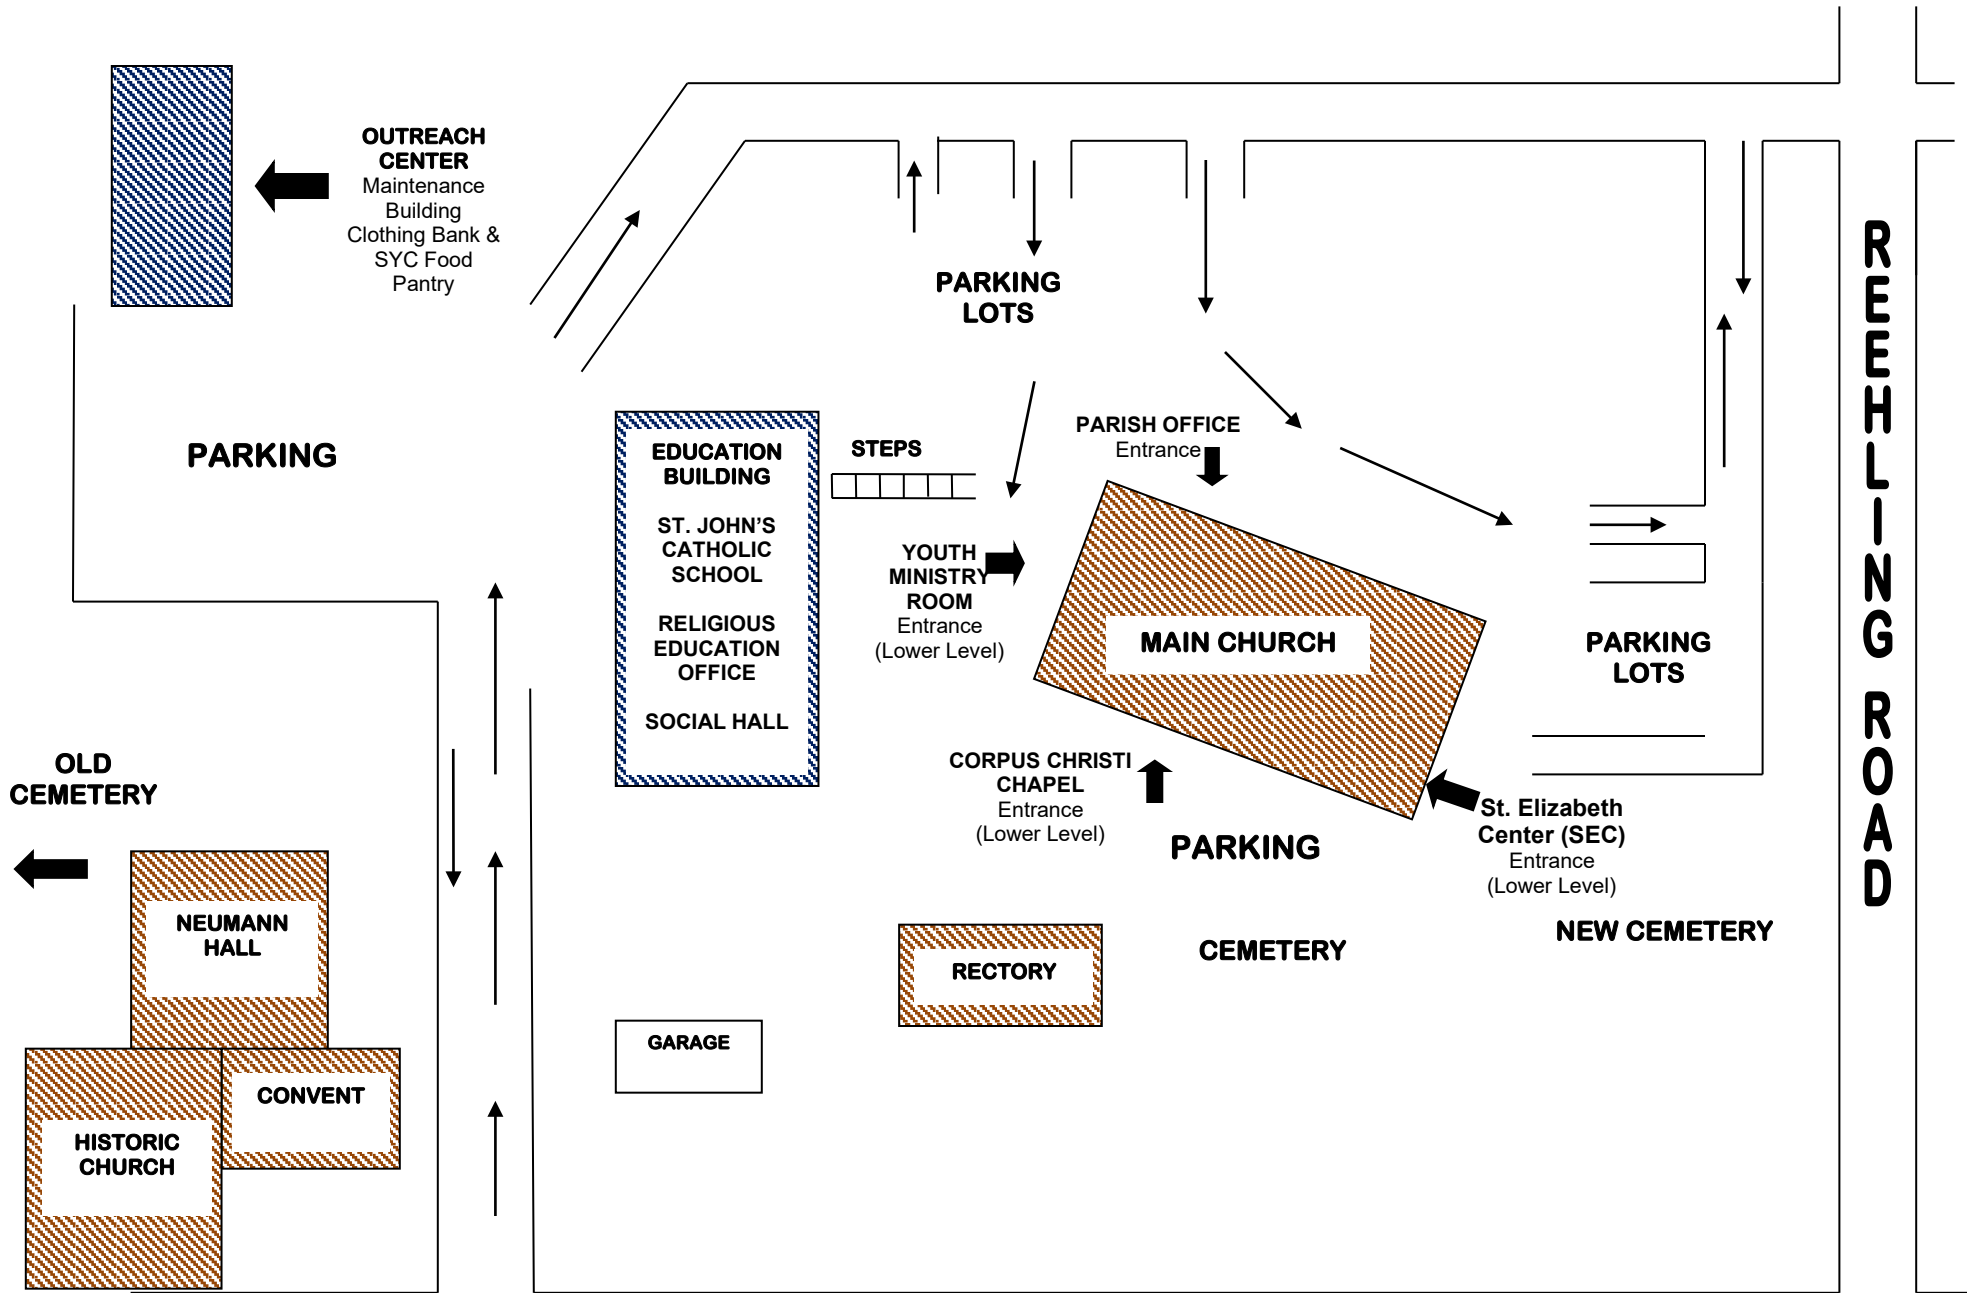 OUTREACH
CENTER
Maintenance
Building
Clothing Bank &
SYC Food
Pantry
PARKING
LOTS
PARKING
EDUCATION
BUILDING
ST. JOHN’S
CATHOLIC
SCHOOL
RELIGIOUS
EDUCATION
OFFICE
SOCIAL HALL
STEPS
PARISH OFFICE
Entrance
YOUTH
MINISTRY
ROOM
Entrance
(Lower Level)
MAIN CHURCH
PARKING
LOTS
REEHLING ROAD
OLD
CEMETERY
CORPUS CHRISTI
CHAPEL
Entrance
(Lower Level)
PARKING
St. Elizabeth
Center (SEC)
Entrance
(Lower Level)
NEUMANN
HALL
RECTORY
CEMETERY
NEW CEMETERY
GARAGE
CONVENT
HISTORIC
CHURCH